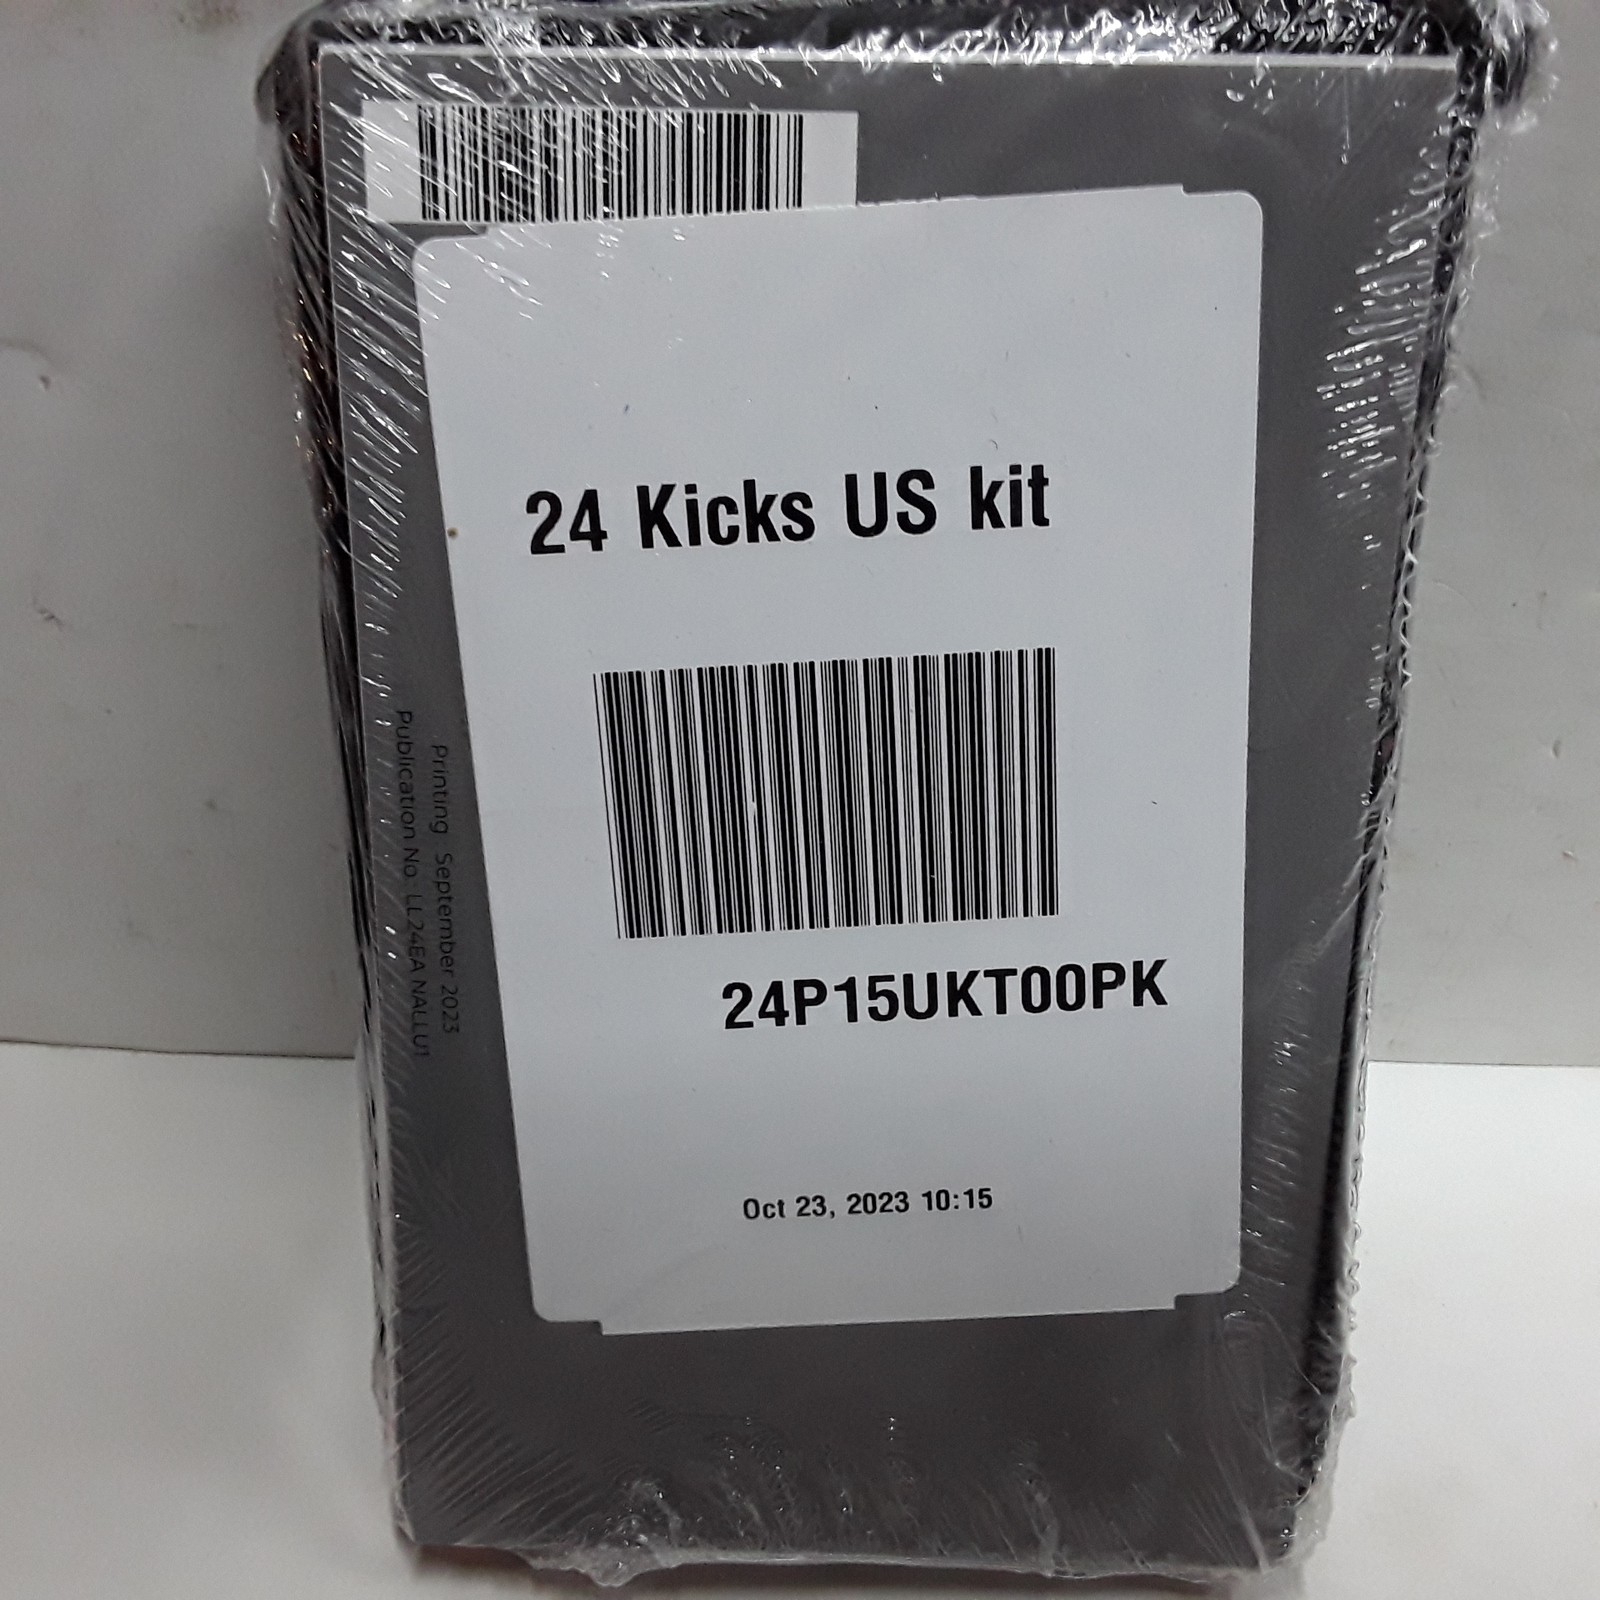 24 Kicks US kit
24P15UKT00PK
Oct 23, 2023 10:15
Printing : September 2023
Publication No.: LL24EA NALLU1